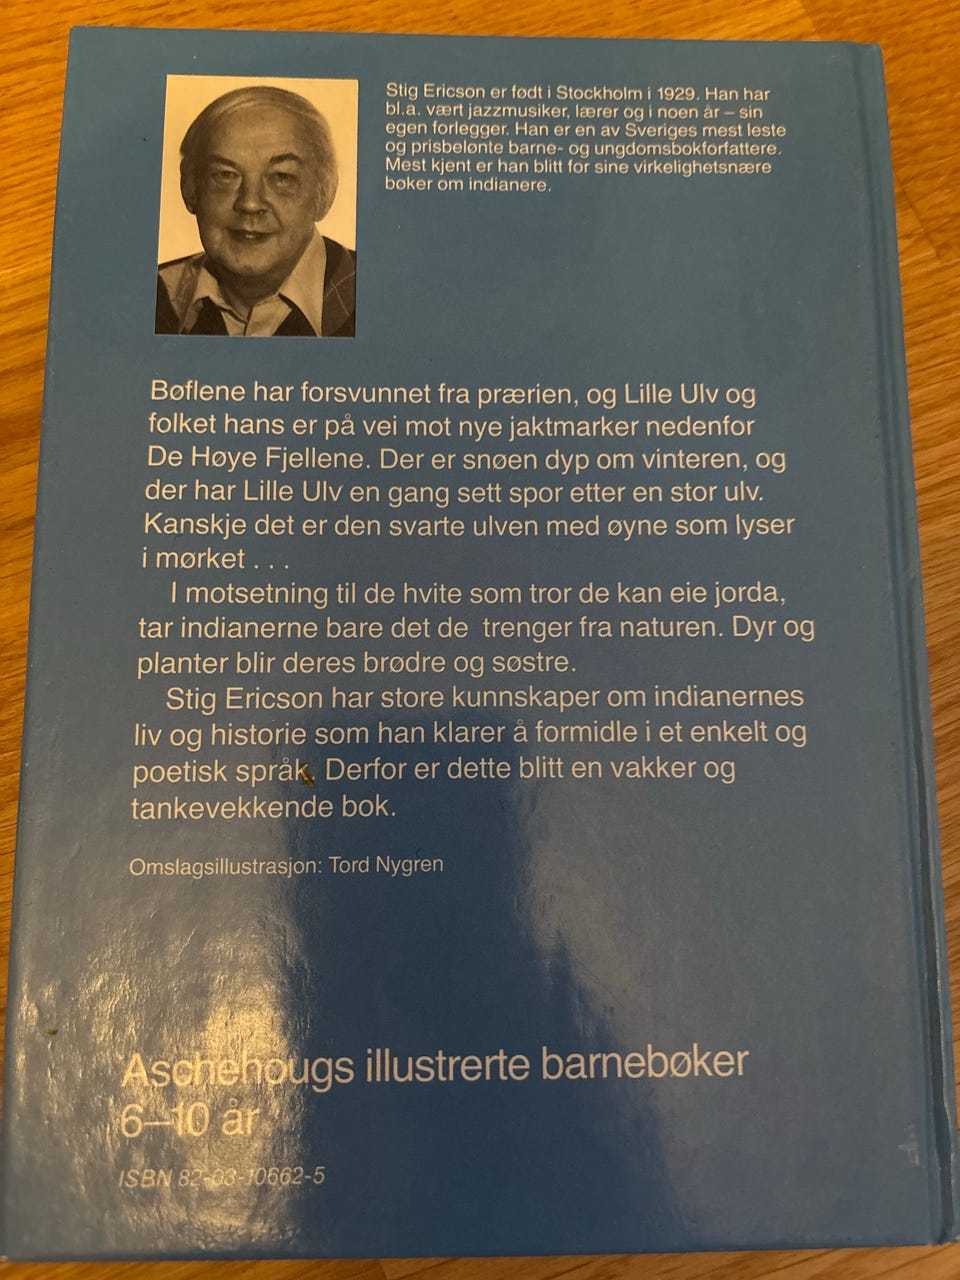 Stig Ericson er født i Stockholm i 1929. Han har
bl.a. vært jazzmusiker, lærer og i noen år – sin
egen forlegger. Han er en av Sveriges mest leste
og prisbelønte barne- og ungdomsbokforfattere.
Mest kjent er han blitt for sine virkelighetsnære
bøker om indianere.
Bøflene har forsvunnet fra prærien, og Lille Ulv og
folket hans er på vei mot nye jaktmarker nedenfor
De Høye Fjellene. Der er snøen dyp om vinteren, og
der har Lille Ulv en gang sett spor etter en stor ulv.
Kanskje det er den svarte ulven med øyne som lyser
i mørket . . .
I motsetning til de hvite som tror de kan eie jorda,
tar indianerne bare det de trenger fra naturen. Dyr og
planter blir deres brødre og søstre.
Stig Ericson har store kunnskaper om indianernes
liv og historie som han klarer å formidle i et enkelt og
poetisk språk. Derfor er dette blitt en vakker og
tankevekkende bok.
Omslagsillustrasjon: Tord Nygren
Aschehougs illustrerte barnebøker
6–10 år
ISBN 82-03-10662-5